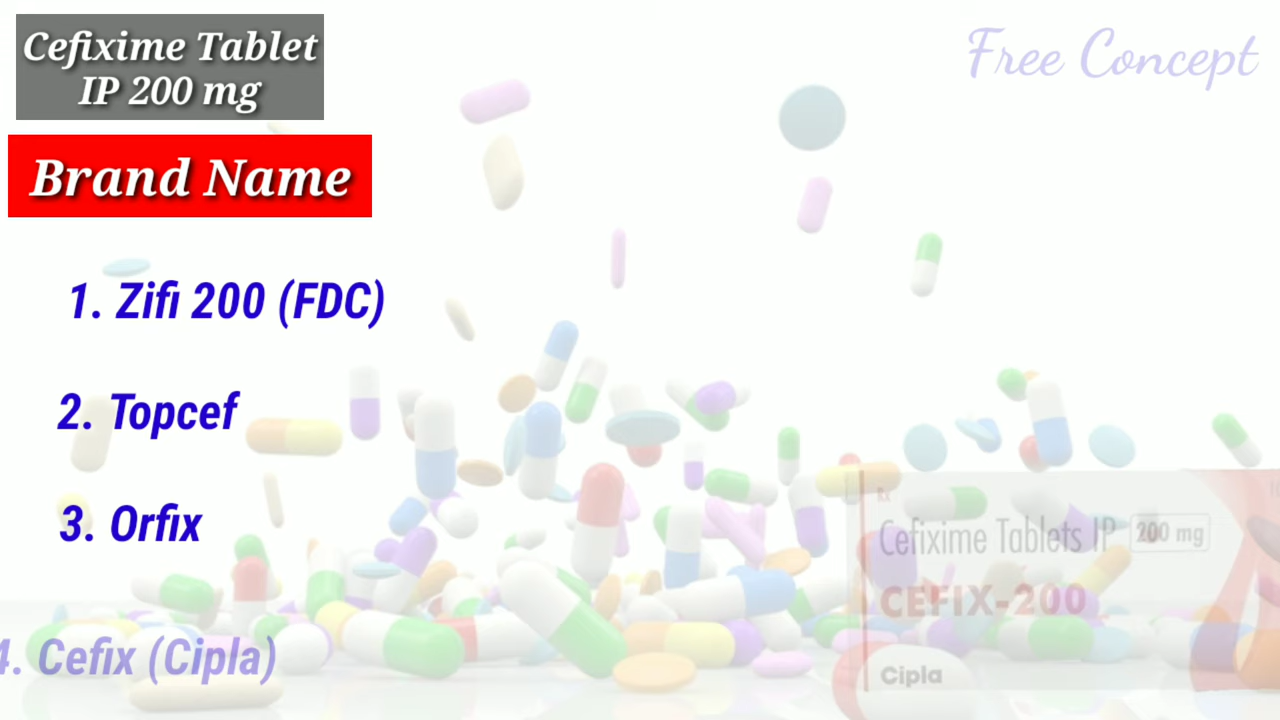 Cefixime Tablet
IP 200 mg
Free Concept
Brand Name
1. Zifi 200 (FDC)
2. Topcef
3. Orfix
4. Cefix (Cipla)
Rx
Cefixime Tablets IP 200 mg
CEFIX-200
Cipla